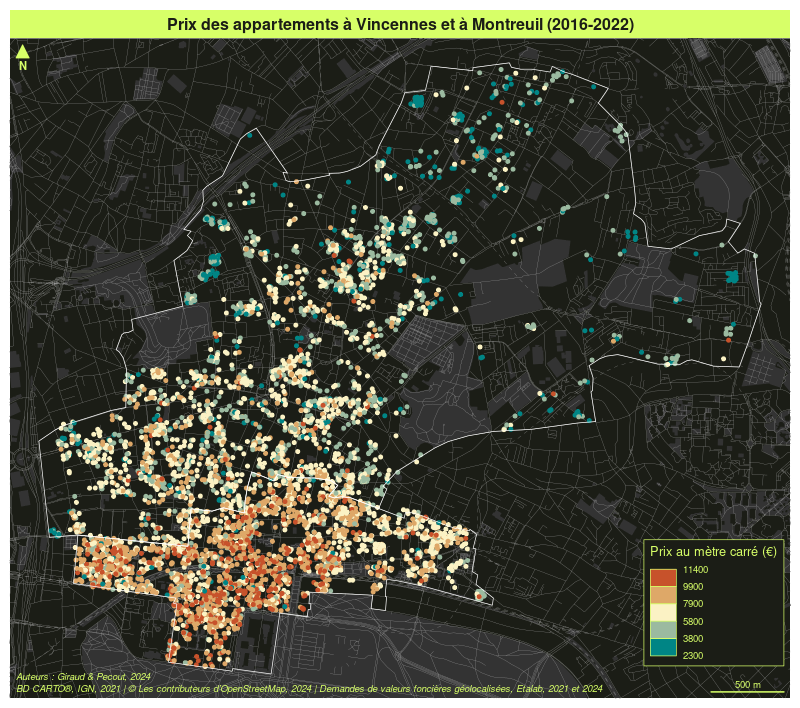 Prix des appartements à Vincennes et à Montreuil (2016-2022)
N
Prix au mètre carré (€)
11400
9900
7900
5800
3800
2300
500 m
Auteurs : Giraud & Pecout, 2024
BD CARTO®, IGN, 2021 | © Les contributeurs d'OpenStreetMap, 2024 | Demandes de valeurs foncières géolocalisées, Etalab, 2021 et 2024